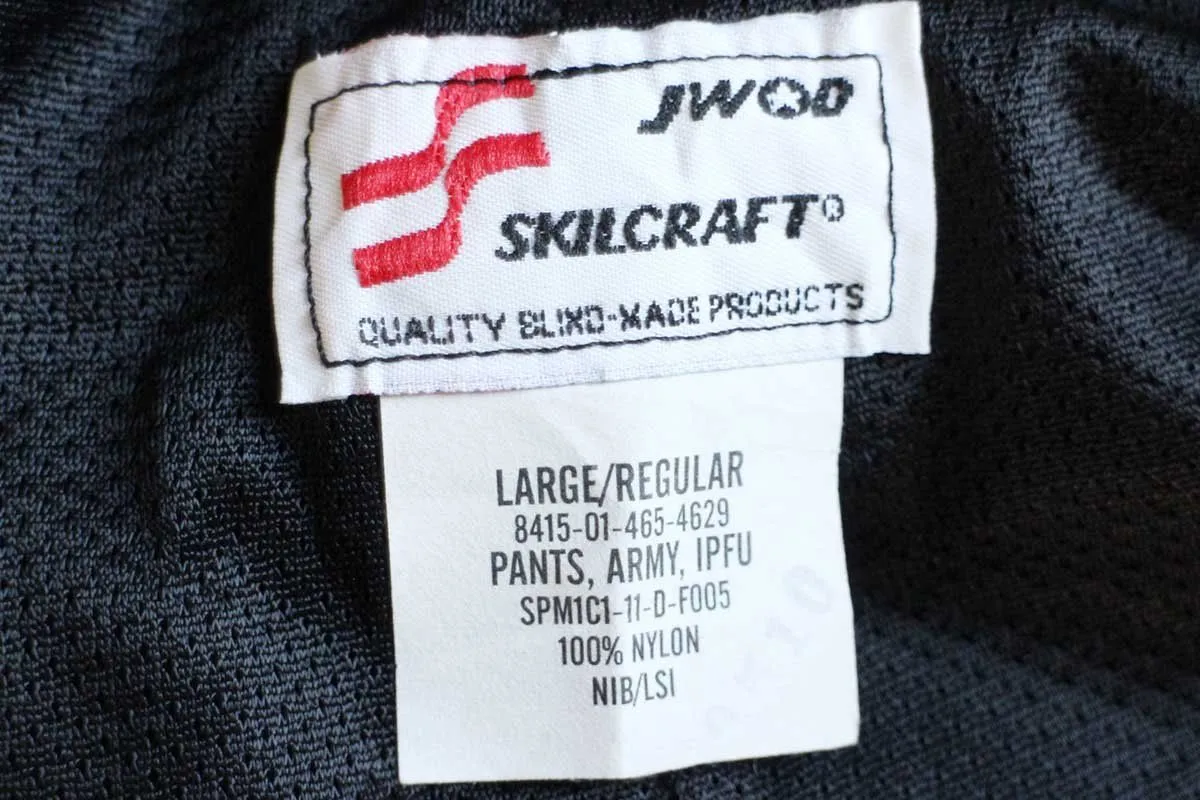 JWOD
SKILCRAFT®
QUALITY BLIND-MADE PRODUCTS
LARGE/REGULAR
8415-01-465-4629
PANTS, ARMY, IPFU
SPM1C1-11-D-F005
100% NYLON
NIB/LSI